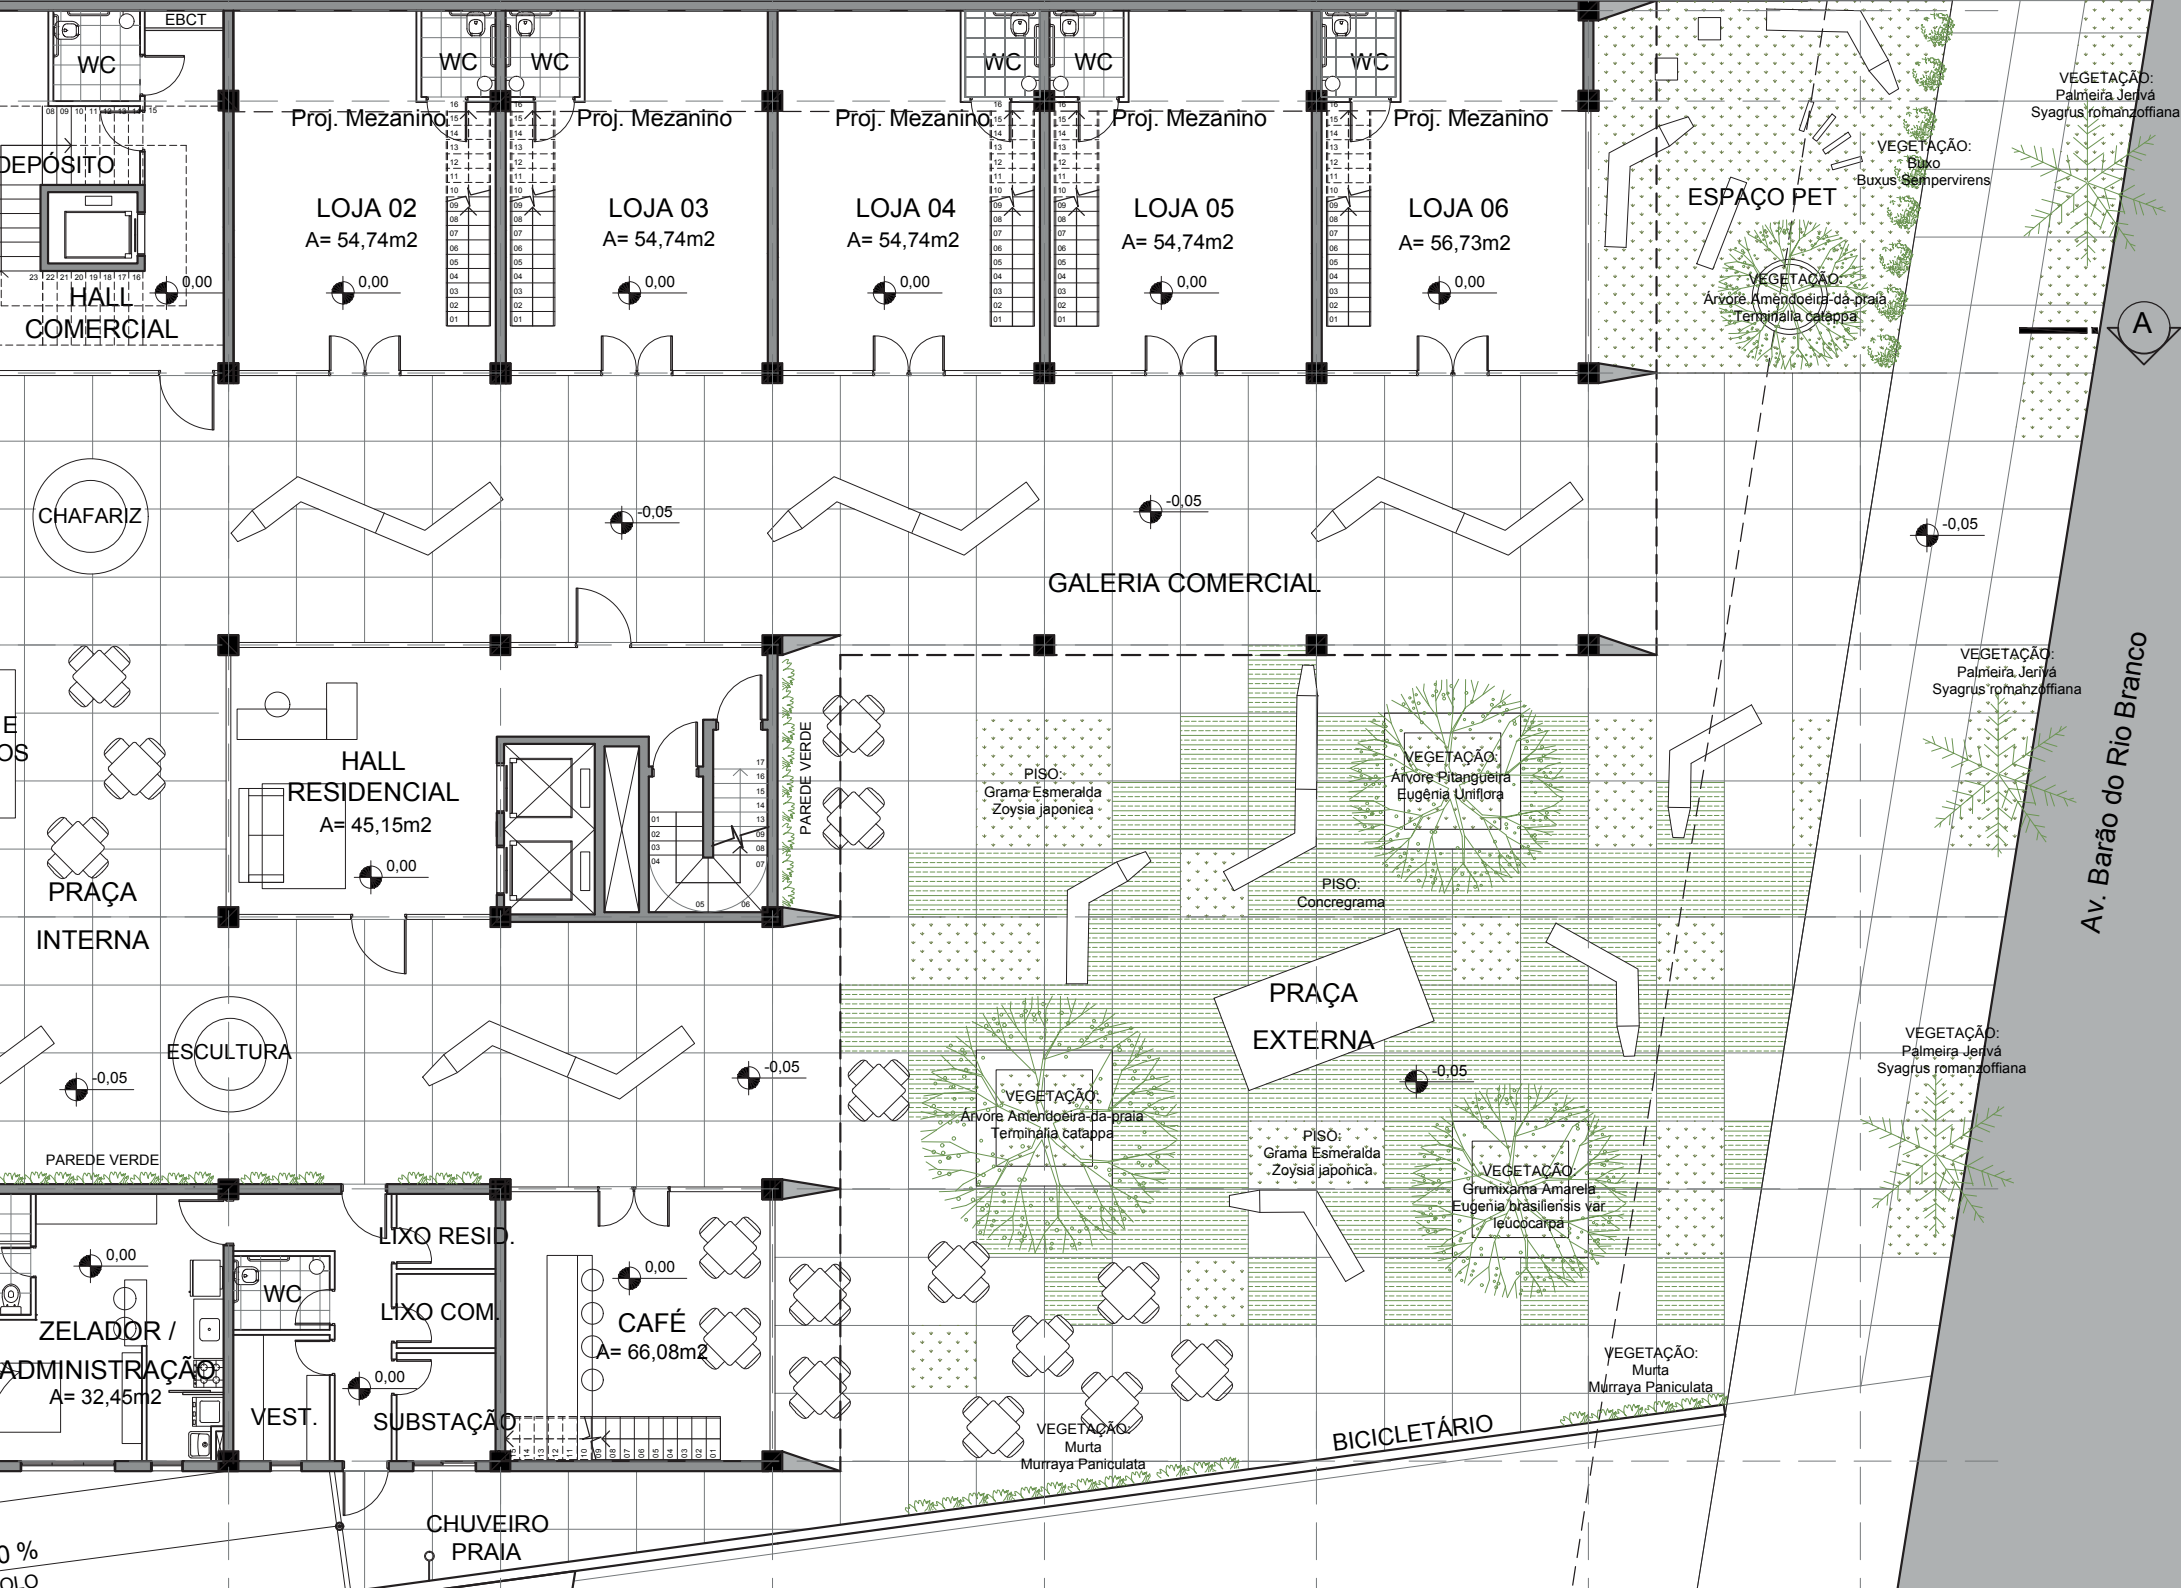 EBCT
WC
WC
WC
WC
WC
WC
VEGETAÇÃO:
Palmeira Jerivá
Syagrus romanzoffiana
Proj. Mezanino
Proj. Mezanino
Proj. Mezanino
Proj. Mezanino
Proj. Mezanino
VEGETAÇÃO:
Buxo
Buxus Sempervirens
DEPÓSITO
ESPAÇO PET
LOJA 02
A= 54,74m2
LOJA 03
A= 54,74m2
LOJA 04
A= 54,74m2
LOJA 05
A= 54,74m2
LOJA 06
A= 56,73m2
0,00
0,00
0,00
0,00
0,00
0,00
HALL
COMERCIAL
VEGETAÇÃO:
Árvore Amendoeira-da-praia
Terminalia catappa
A
CHAFARIZ
-0,05
-0,05
-0,05
GALERIA COMERCIAL
VEGETAÇÃO:
Palmeira Jerivá
Syagrus romanzoffiana
Av. Barão do Rio Branco
E
OS
HALL
RESIDENCIAL
A= 45,15m2
0,00
PAREDE VERDE
PISO:
Grama Esmeralda
Zoysia japonica
VEGETAÇÃO:
Árvore Pitangueira
Eugênia Uniflora
PISO:
Concregrama
PRAÇA
INTERNA
PRAÇA
EXTERNA
ESCULTURA
-0,05
-0,05
-0,05
VEGETAÇÃO:
Palmeira Jerivá
Syagrus romanzoffiana
VEGETAÇÃO:
Árvore Amendoeira-da-praia
Terminalia catappa
PISO:
Grama Esmeralda
Zoysia japonica
VEGETAÇÃO:
Grumixama Amarela
Eugenia brasiliensis var
leucocarpa
PAREDE VERDE
LIXO RESID.
0,00
WC
LIXO COM.
0,00
CAFÉ
A= 66,08m2
ZELADOR /
ADMINISTRAÇÃO
A= 32,45m2
0,00
VEST.
SUBSTAÇÃO
VEGETAÇÃO:
Murta
Murraya Paniculata
VEGETAÇÃO:
Murta
Murraya Paniculata
BICICLETÁRIO
CHUVEIRO
PRAIA
0 %
OLO